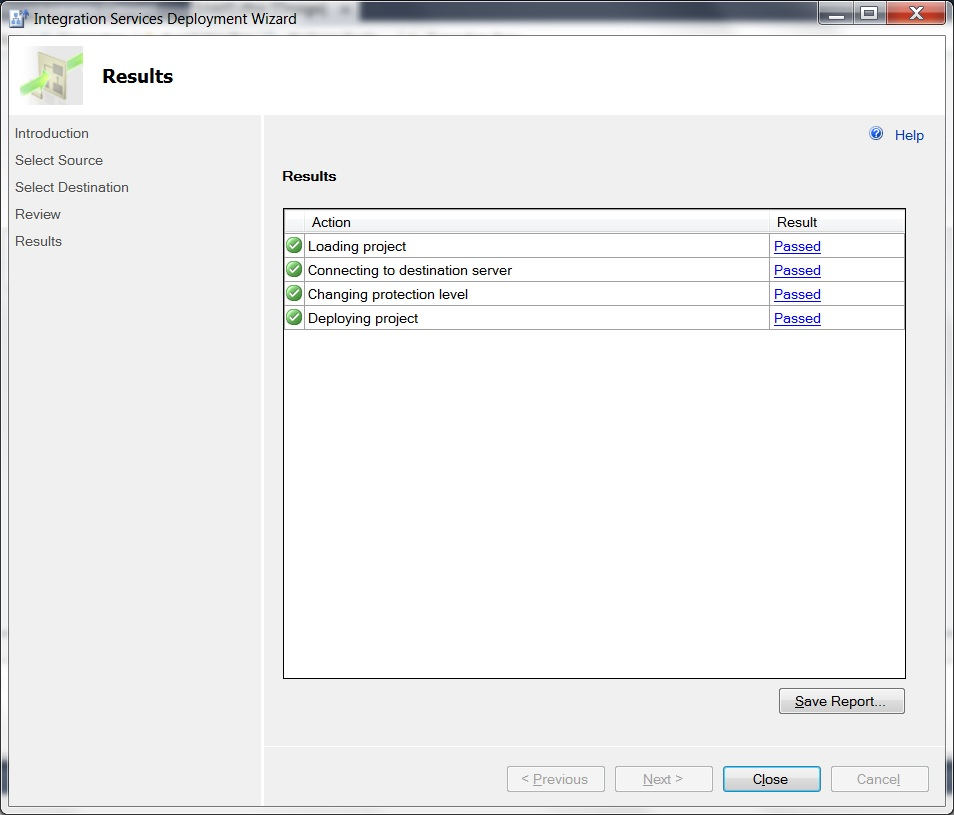 Integration Services Deployment Wizard
Results
Introduction
Select Source
Select Destination
Review
Results
Help
Results
Action Result
Loading project Passed
Connecting to destination server Passed
Changing protection level Passed
Deploying project Passed
Save Report...
< Previous Next > Close Cancel